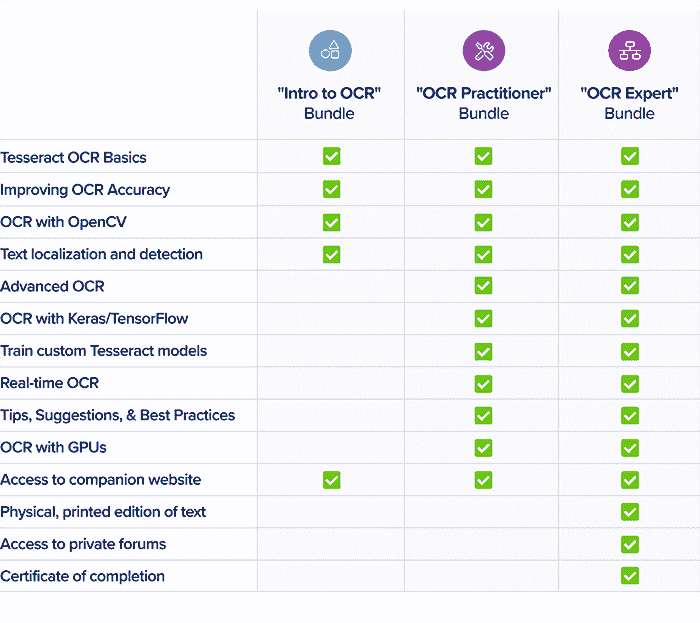 "Intro to OCR" "OCR Practitioner" "OCR Expert"
Bundle Bundle Bundle
Tesseract OCR Basics
Improving OCR Accuracy
OCR with OpenCV
Text localization and detection
Advanced OCR
OCR with Keras/TensorFlow
Train custom Tesseract models
Real-time OCR
Tips, Suggestions, & Best Practices
OCR with GPUs
Access to companion website
Physical, printed edition of text
Access to private forums
Certificate of completion